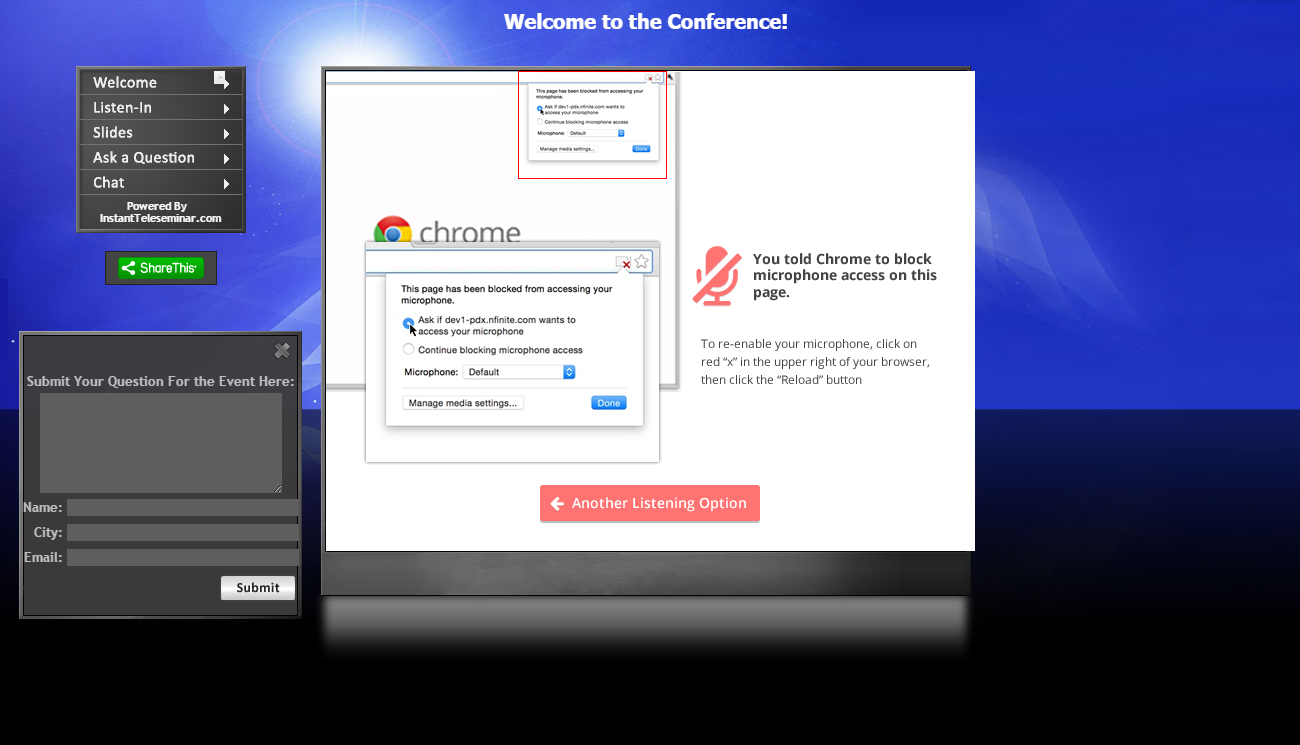 Welcome to the Conference!
Welcome
Listen-In
Slides
Ask a Question
Chat
Powered By
InstantTeleseminar.com
ShareThis
Submit Your Question For the Event Here:
Name:
City:
Email:
Submit
This page has been blocked from accessing your
microphone.
Ask if dev1-pdx.nfinite.com wants to
access your microphone
Continue blocking microphone access
Microphone: Default
Manage media settings...
Done
chrome
This page has been blocked from accessing your
microphone.
Ask if dev1-pdx.nfinite.com wants to
access your microphone
Continue blocking microphone access
Microphone: Default
Manage media settings...
Done
You told Chrome to block
microphone access on this
page.
To re-enable your microphone, click on
red “x” in the upper right of your browser,
then click the “Reload” button
Another Listening Option